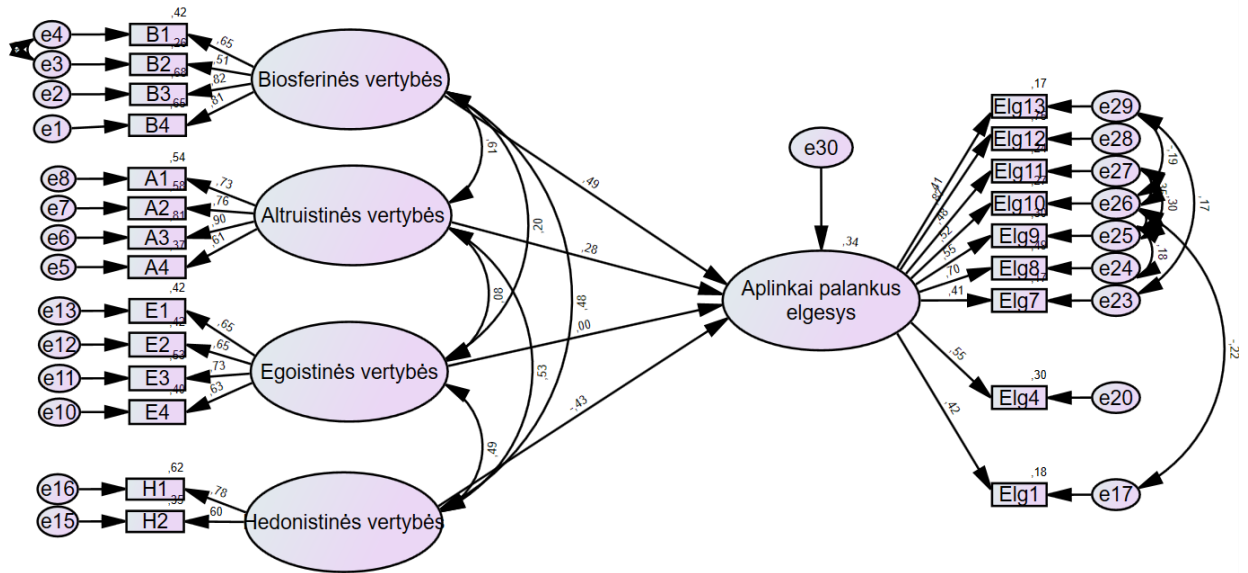 ,42
e4
B1
,65
,26
e3
B2
,51
,68
e2
B3
,82
,65
e1
B4
,81
Biosferinės vertybės
,54
e8
A1
,73
,58
e7
A2
,76
,81
e6
A3
,90
,37
e5
A4
,61
Altruistinės vertybės
,42
e13
E1
,65
,42
e12
E2
,65
,53
e11
E3
,73
,40
e10
E4
,63
Egoistinės vertybės
,62
e16
H1
,78
,35
e15
H2
,60
Hedonistinės vertybės
,61
,20
,48
,08
,53
,49
,49
,28
,00
-,43
e30
,34
Aplinkai palankus
elgesys
,17
Elg13
e29
,41
Elg12
e28
Elg11
e27
,48
,27
Elg10
e26
,52
Elg9
e25
,55
Elg8
e24
,70
,17
Elg7
e23
,41
,30
Elg4
e20
,55
,18
Elg1
e17
,42
-,19
,30
,18
,17
-,22